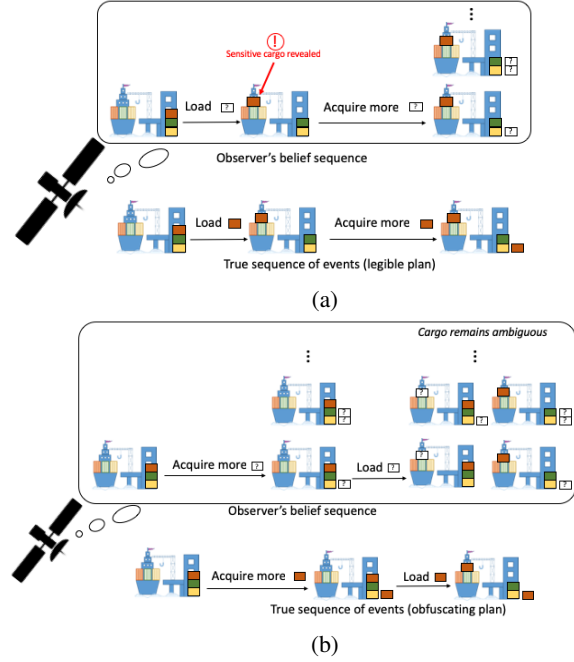 ⋮
!
Sensitive cargo revealed
?
?
Load ?
Acquire more ?
?
Observer's belief sequence
Load
Acquire more
True sequence of events (legible plan)
(a)
Cargo remains ambiguous
⋮
⋮
?
?
?
?
?
?
?
Acquire more ?
?
Load ?
?
?
Observer's belief sequence
Acquire more
Load
True sequence of events (obfuscating plan)
(b)